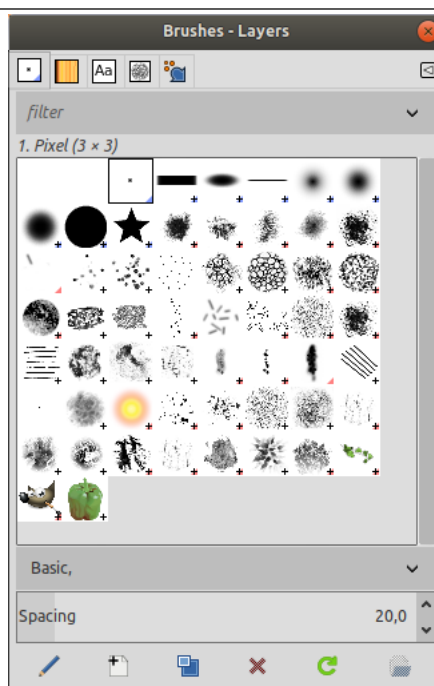 Brushes - Layers
Aa
filter
1. Pixel (3 × 3)
Basic,
Spacing 20,0